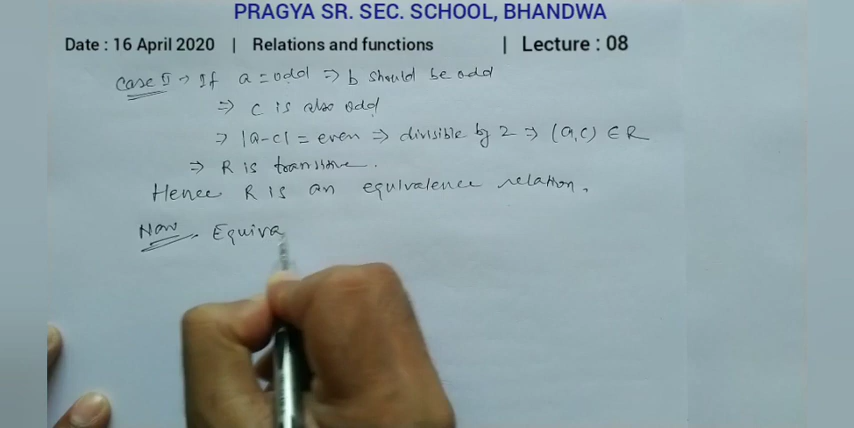 PRAGYA SR. SEC. SCHOOL, BHANDWA
Date : 16 April 2020 | Relations and functions | Lecture : 08
Case I → If a = odd ⇒ b should be odd
⇒ c is also odd
⇒ |a-c| = even ⇒ divisible by 2 ⇒ (a,c) ∈ R
⇒ R is transitive.
Hence R is an equivalence relation.
Now Equiva